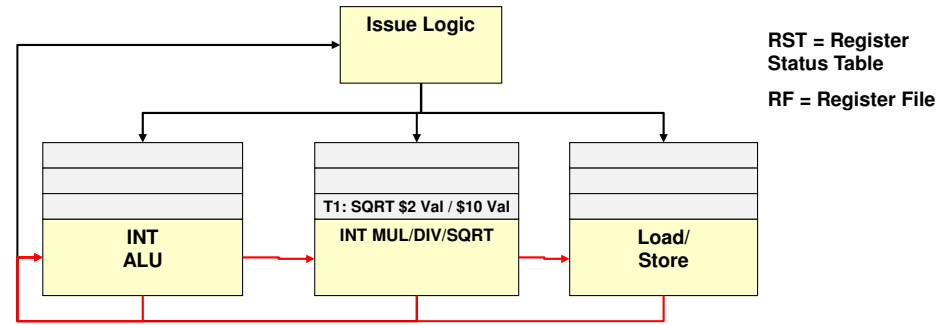 Issue Logic
RST = Register
Status Table
RF = Register File
T1: SQRT $2 Val / $10 Val
INT
ALU
INT MUL/DIV/SQRT
Load/
Store